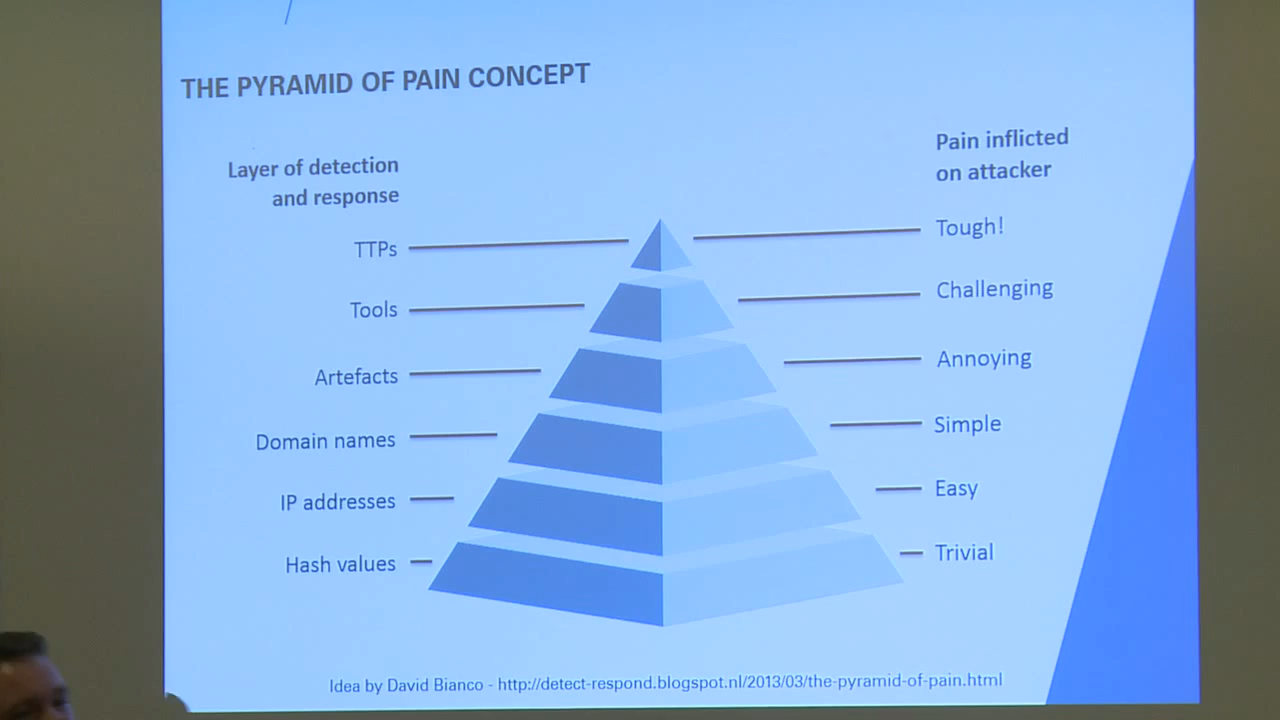 THE PYRAMID OF PAIN CONCEPT
Layer of detection
and response
Pain inflicted
on attacker
TTPs
Tough!
Tools
Challenging
Artefacts
Annoying
Domain names
Simple
IP addresses
Easy
Hash values
Trivial
Idea by David Bianco - http://detect-respond.blogspot.nl/2013/03/the-pyramid-of-pain.html